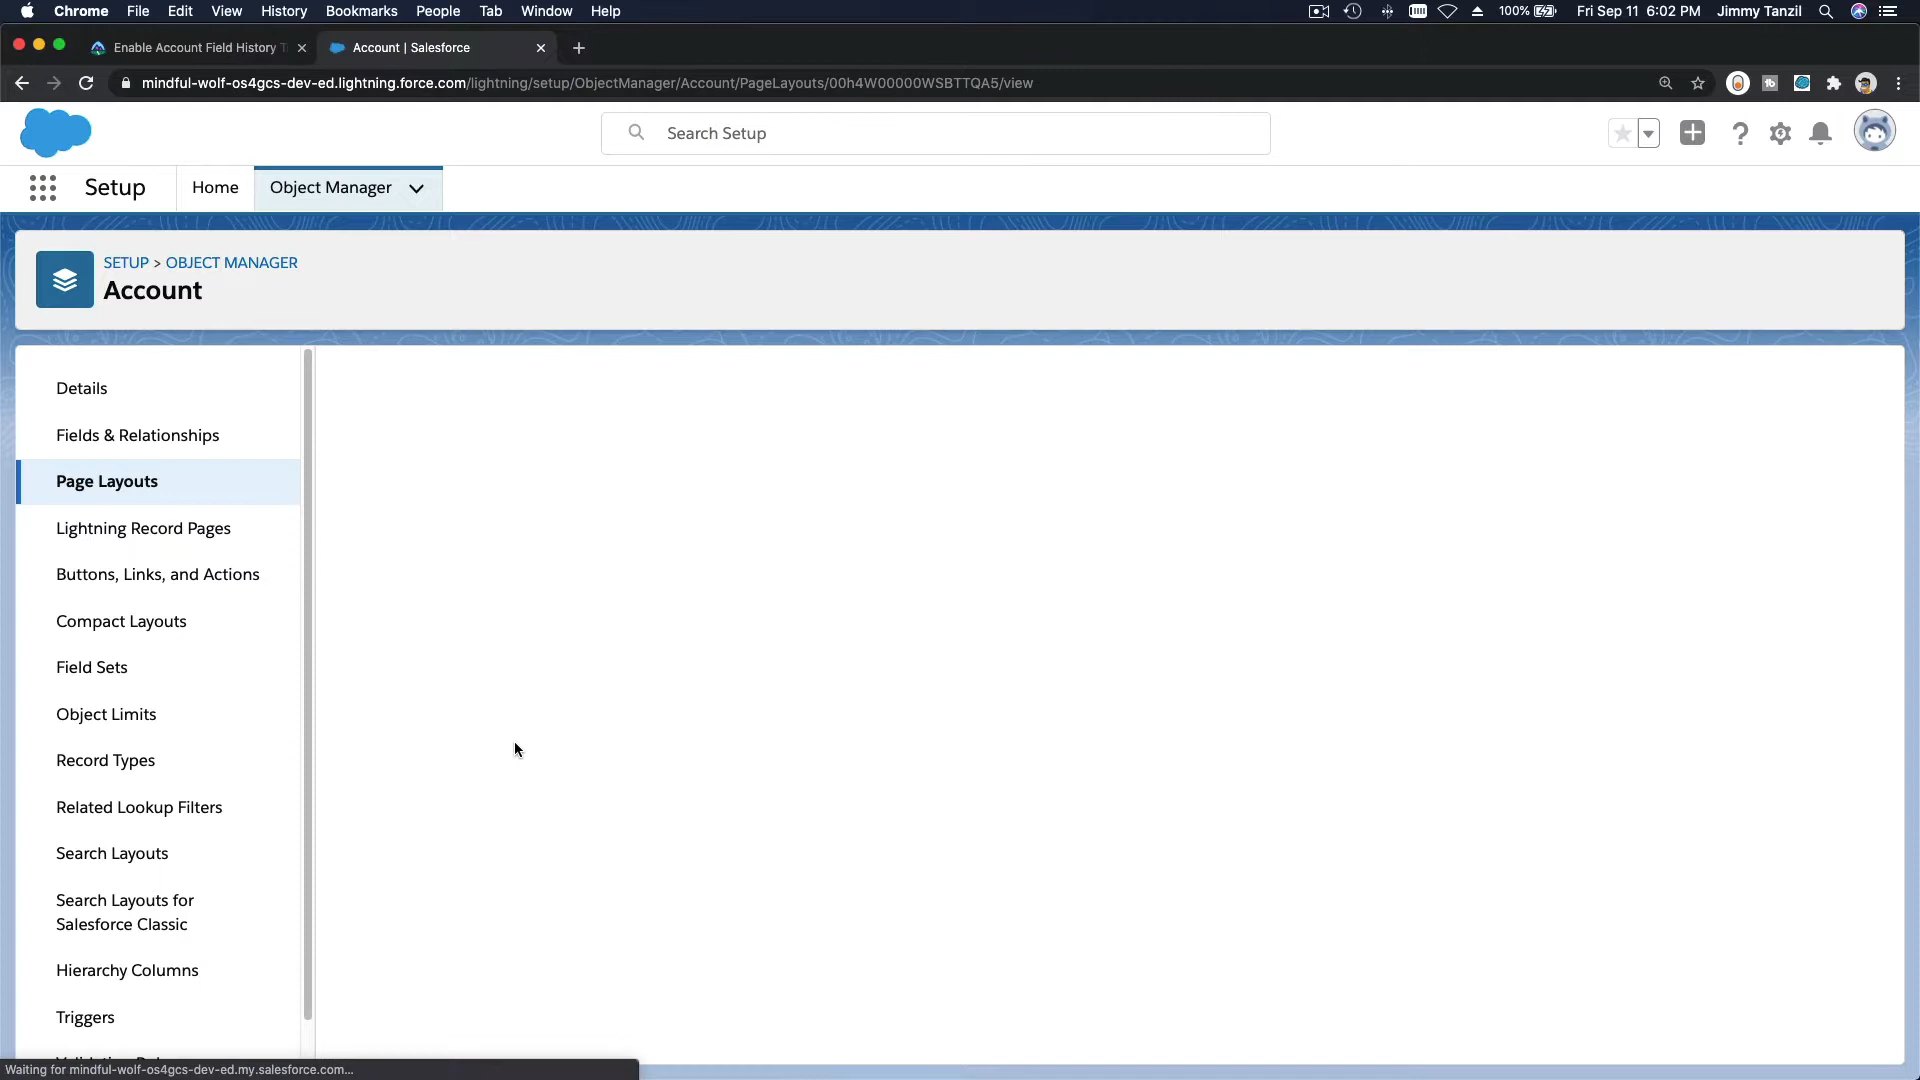 Chrome File Edit View History Bookmarks People Tab Window Help 100% Fri Sep 11 6:02 PM Jimmy Tanzil
Enable Account Field History T
Account | Salesforce
mindful-wolf-os4gcs-dev-ed.lightning.force.com/lightning/setup/ObjectManager/Account/PageLayouts/00h4W00000WSBTTQA5/view
Search Setup
Setup Home Object Manager
SETUP > OBJECT MANAGER
Account
Details
Fields & Relationships
Page Layouts
Lightning Record Pages
Buttons, Links, and Actions
Compact Layouts
Field Sets
Object Limits
Record Types
Related Lookup Filters
Search Layouts
Search Layouts for
Salesforce Classic
Hierarchy Columns
Triggers
Waiting for mindful-wolf-os4gcs-dev-ed.my.salesforce.com...